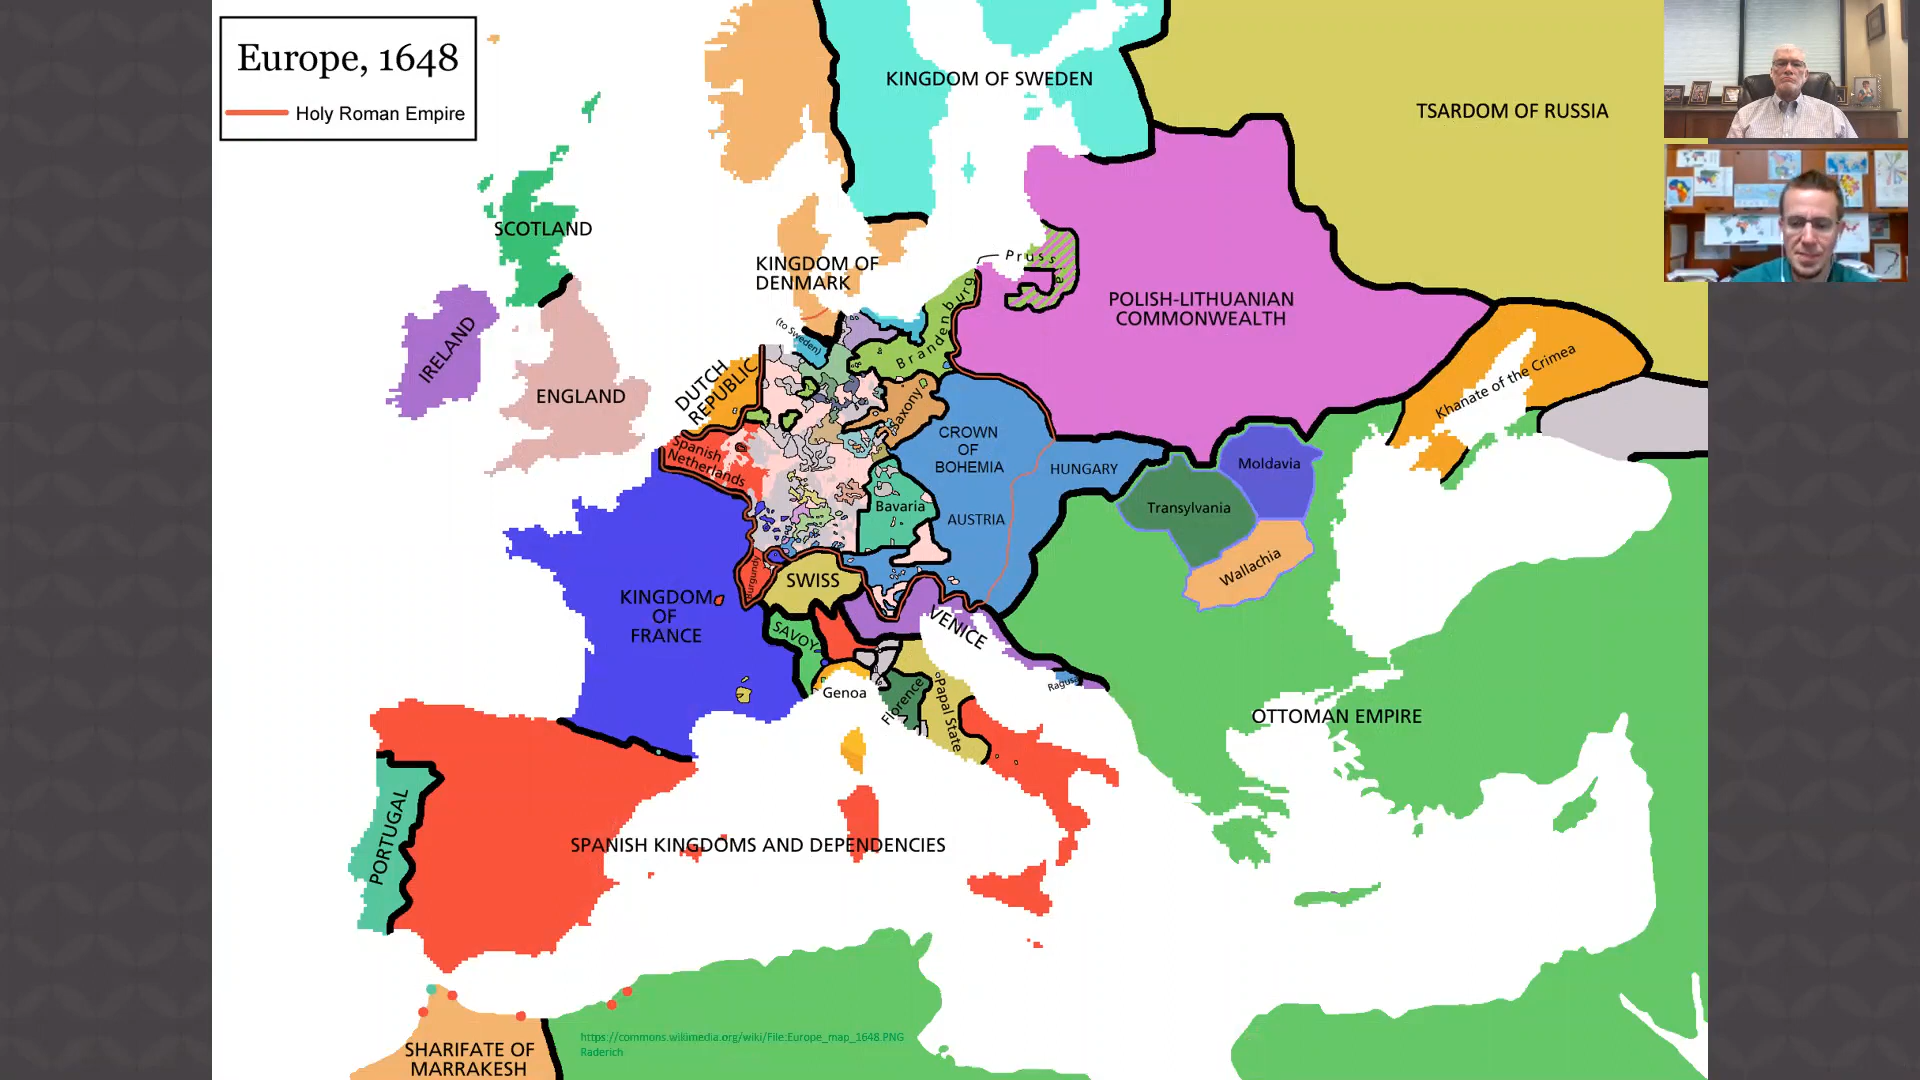 Europe, 1648
Holy Roman Empire
KINGDOM OF SWEDEN
TSARDOM OF RUSSIA
SCOTLAND
KINGDOM OF
DENMARK
Pruss a
IRELAND
ENGLAND
(to Sweden)
Brandenburg
POLISH-LITHUANIAN
COMMONWEALTH
Khanate of the Crimea
DUTCH
REPUBLIC
Saxony
Spanish
Netherlands
CROWN
OF
BOHEMIA
HUNGARY
Moldavia
Bavaria
AUSTRIA
Transylvania
Wallachia
Burgundy
SWISS
KINGDOM
OF
FRANCE
SAVOY
VENICE
Genoa
Florence
Papal State
Ragusa
OTTOMAN EMPIRE
PORTUGAL
SPANISH KINGDOMS AND DEPENDENCIES
SHARIFATE OF
MARRAKESH
https://commons.wikimedia.org/wiki/File:Europe_map_1648.PNG
Raderich